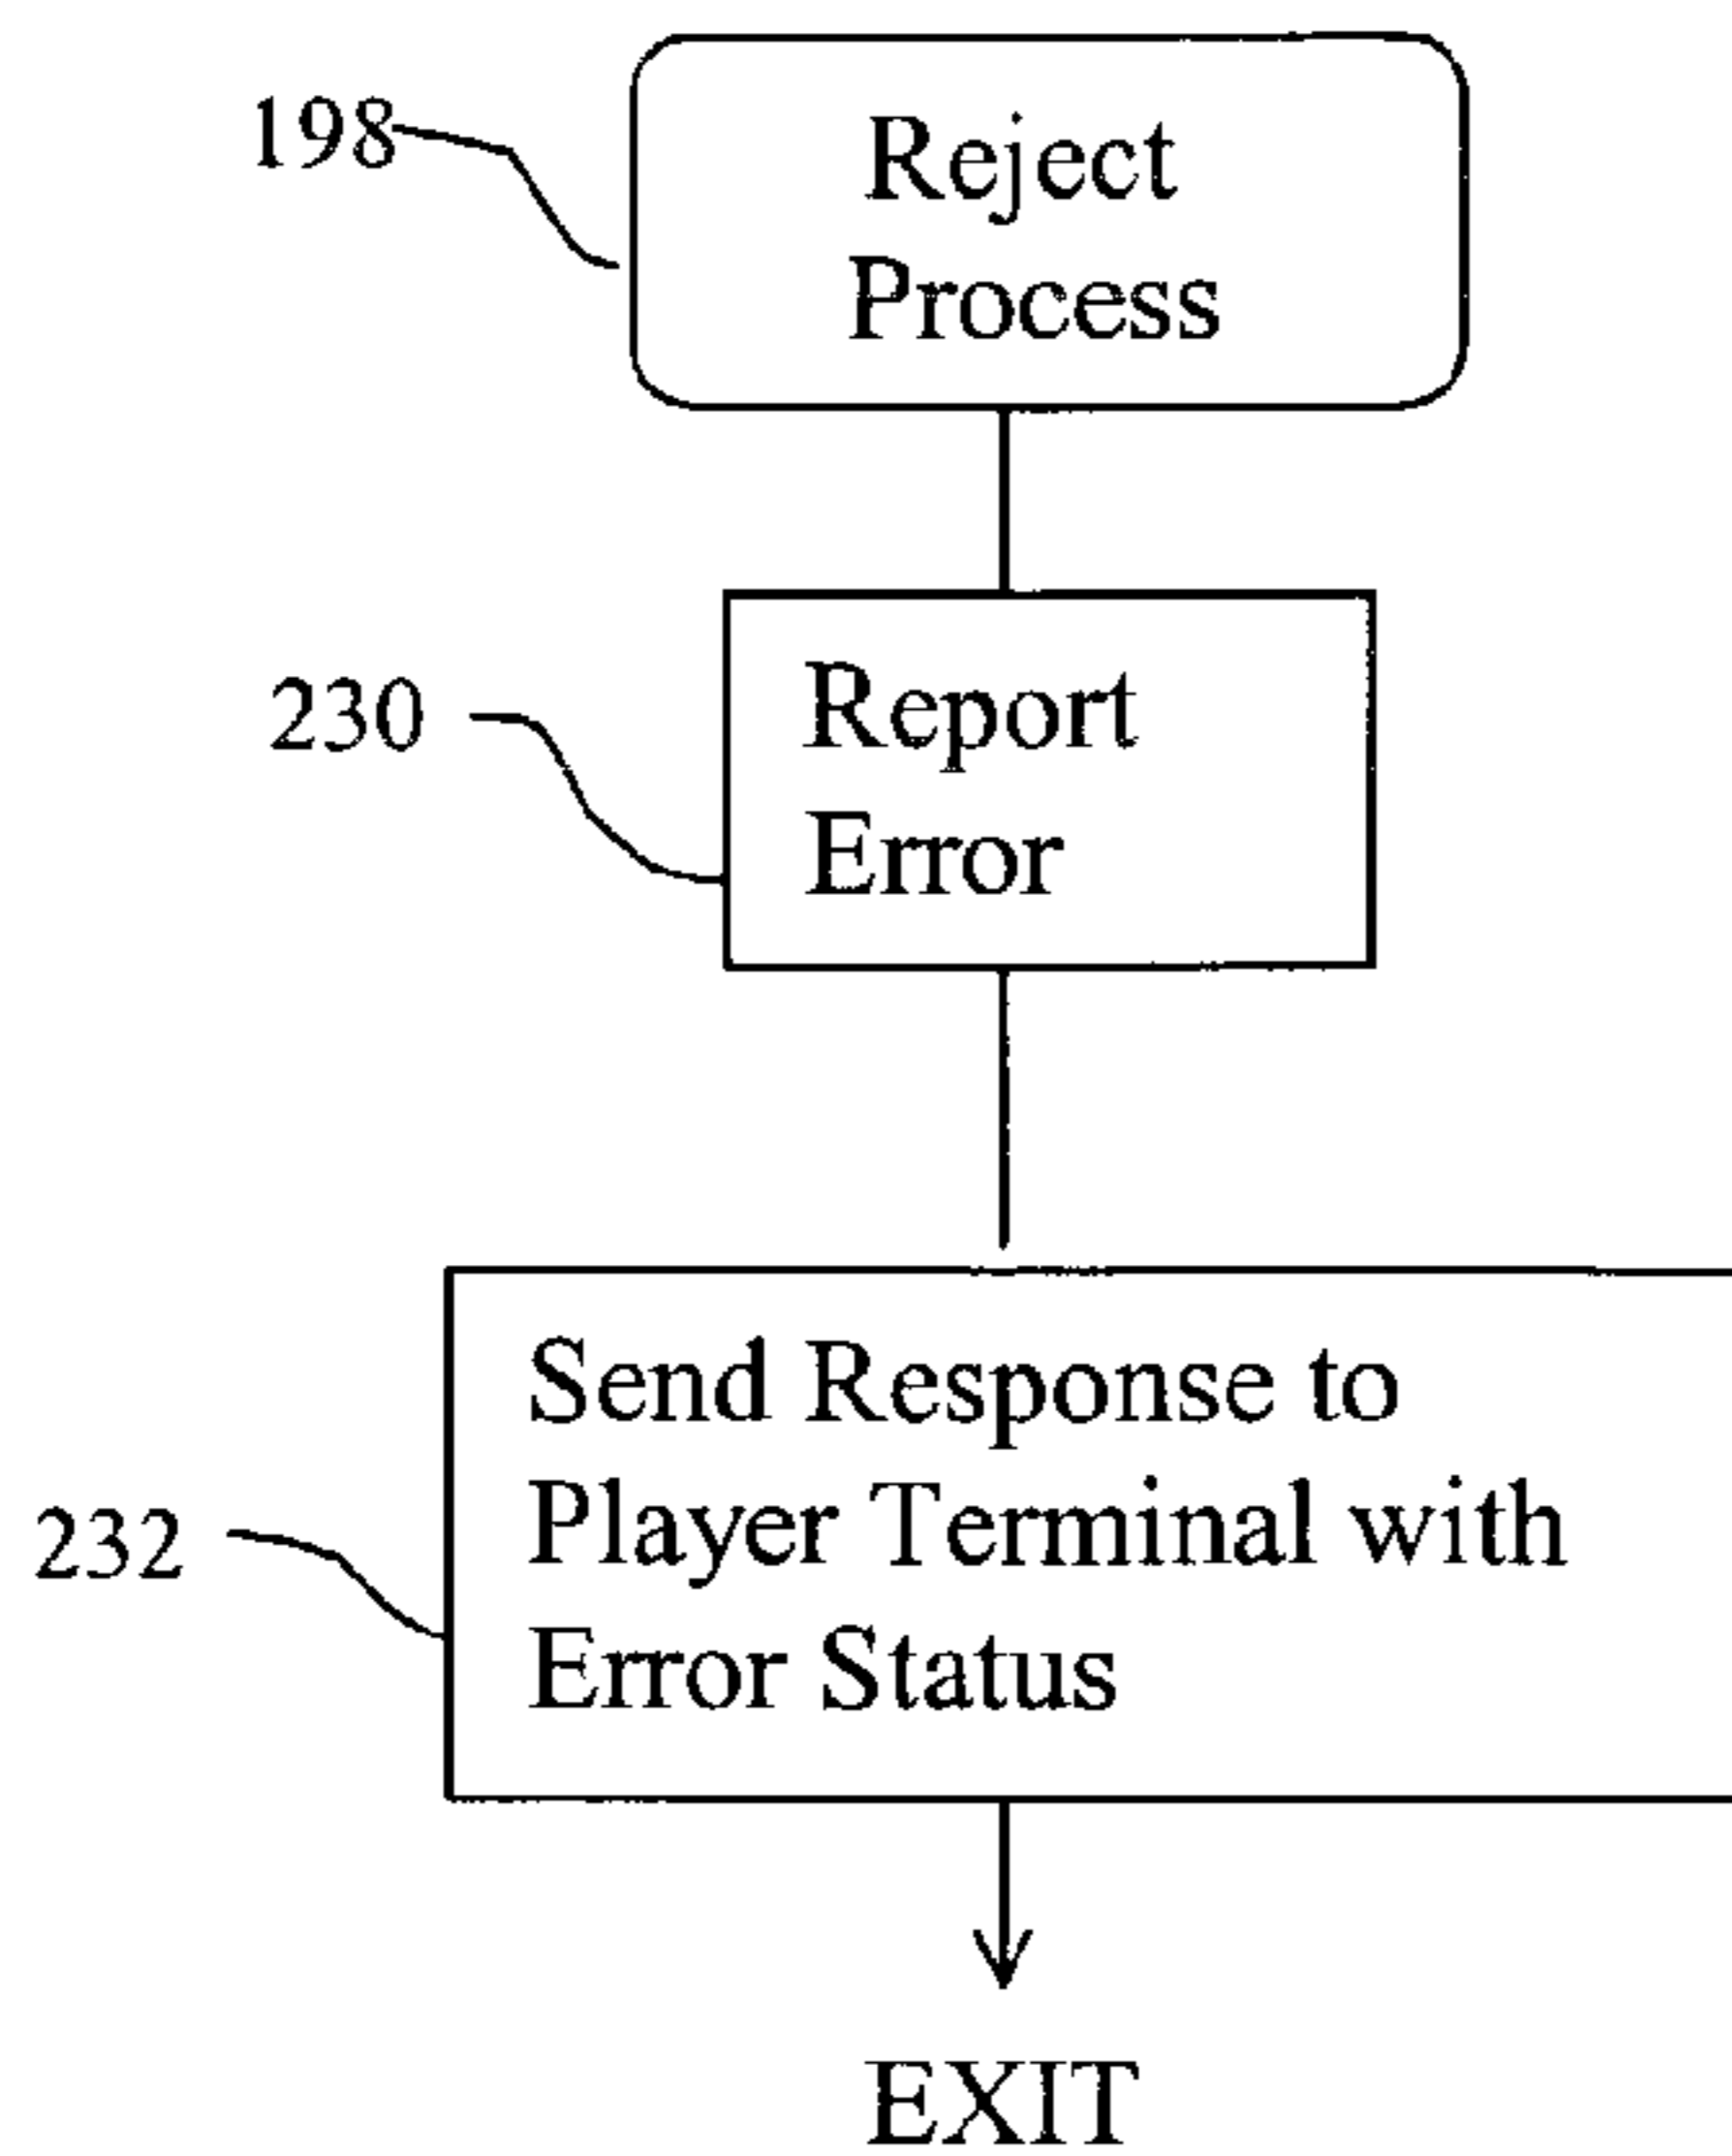 198
Reject
Process
230
Report
Error
232
Send Response to
Player Terminal with
Error Status
EXIT